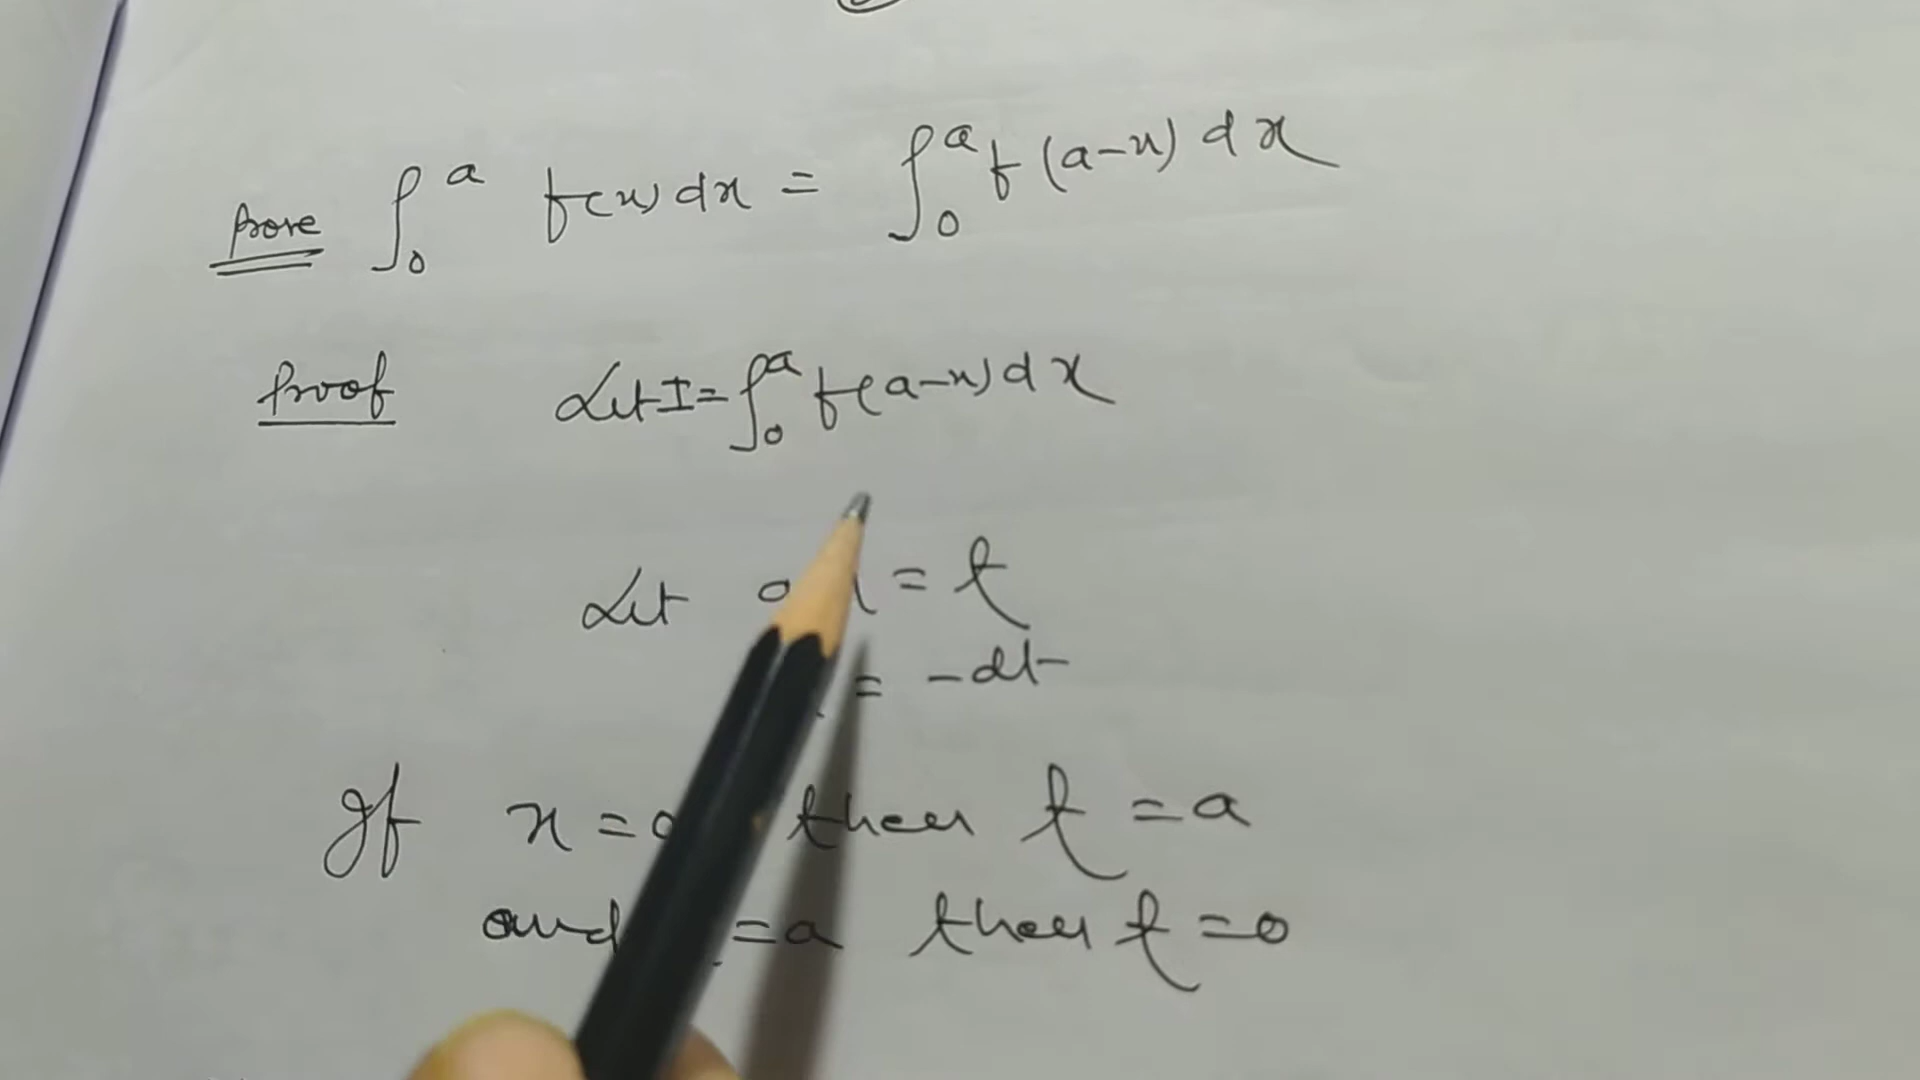 Prove ∫₀ᵃ f(x) dx = ∫₀ᵃ f(a-x) dx
Proof Let I = ∫₀ᵃ f(a-x) dx
Let = t
= -dt
If x = then t = a
and = a then t = 0